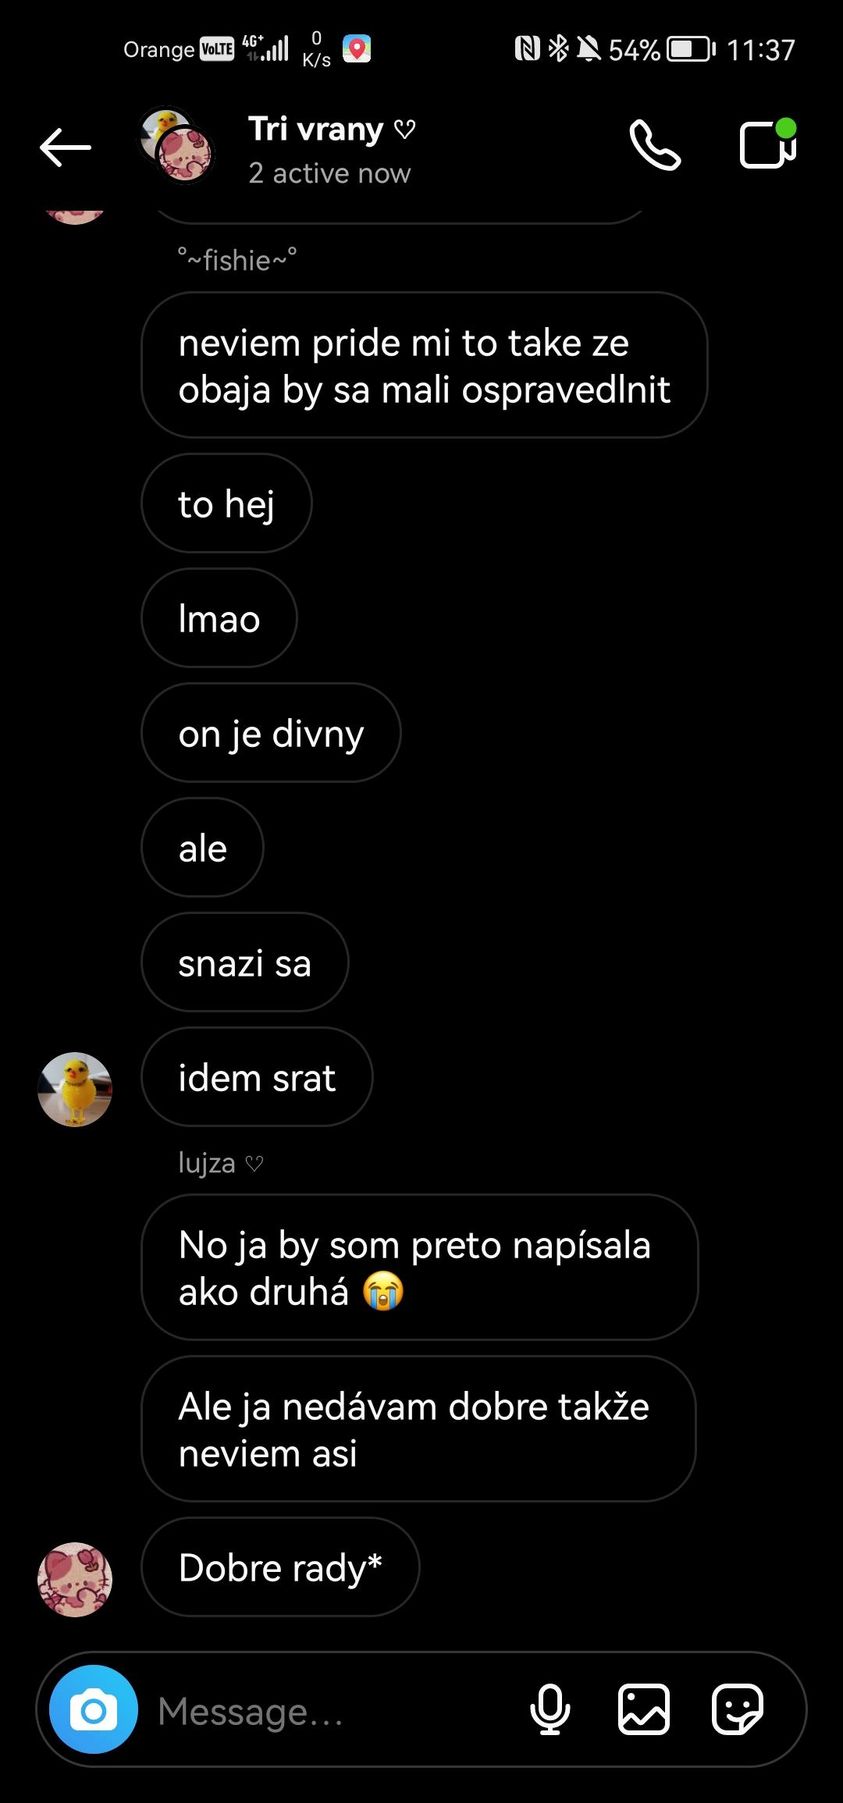 Orange VoLTE 4G+ 0 K/s 54% 11:37
Tri vrany ♡
2 active now
°~fishie~°
neviem pride mi to take ze
obaja by sa mali ospravedlnit
to hej
lmao
on je divny
ale
snazi sa
idem srat
lujza ♡
No ja by som preto napísala
ako druhá 😭
Ale ja nedávam dobre takže
neviem asi
Dobre rady*
Message...